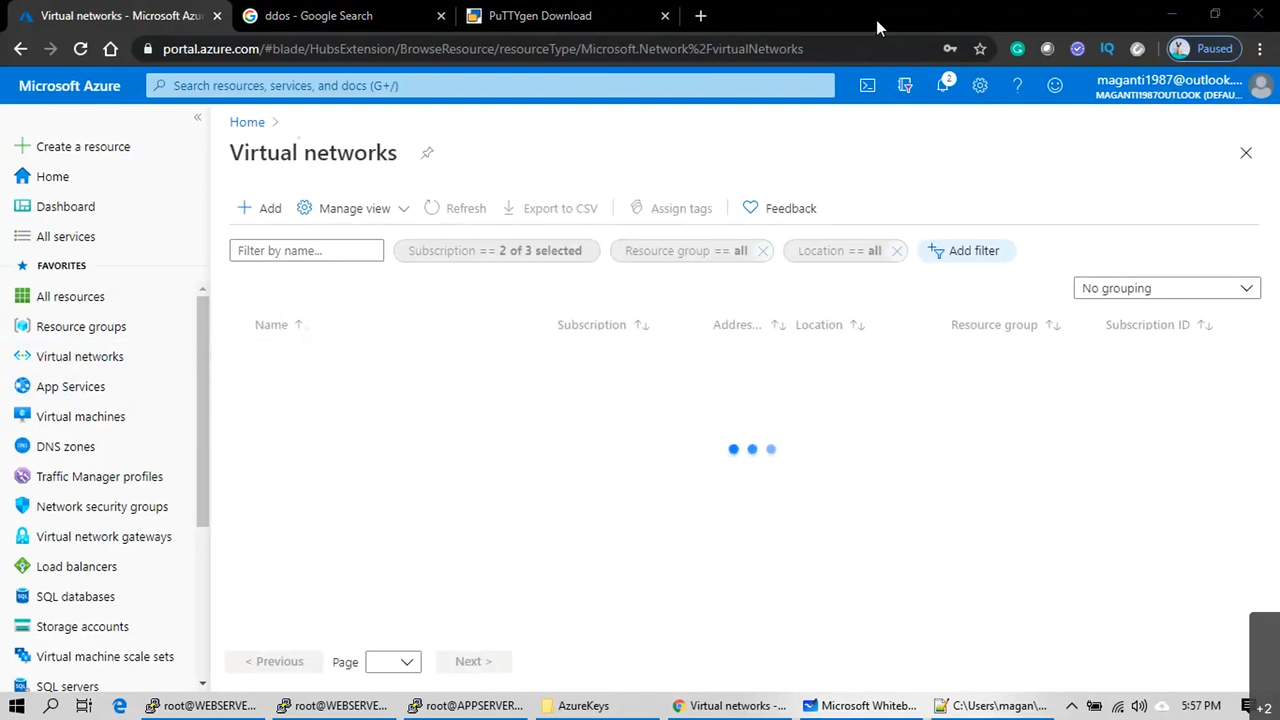 Virtual networks - Microsoft Azu
ddos - Google Search
PuTTYgen Download
portal.azure.com/#blade/HubsExtension/BrowseResource/resourceType/Microsoft.Network%2FvirtualNetworks
IQ
Paused
Microsoft Azure
Search resources, services, and docs (G+/)
2
maganti1987@outlook....
MAGANTI1987OUTLOOK (DEFAU...
Create a resource
Home
Dashboard
All services
FAVORITES
All resources
Resource groups
Virtual networks
App Services
Virtual machines
DNS zones
Traffic Manager profiles
Network security groups
Virtual network gateways
Load balancers
SQL databases
Storage accounts
Virtual machine scale sets
SQL servers
Home >
Virtual networks
Add
Manage view
Refresh
Export to CSV
Assign tags
Feedback
Filter by name...
Subscription == 2 of 3 selected
Resource group == all
Location == all
Add filter
No grouping
Name
Subscription
Addres...
Location
Resource group
Subscription ID
< Previous
Page
Next >
root@WEBSERVE...
root@WEBSERVE...
root@APPSERVER...
AzureKeys
Virtual networks -...
Microsoft Whiteb...
C:\Users\magan\...
5:57 PM
+2